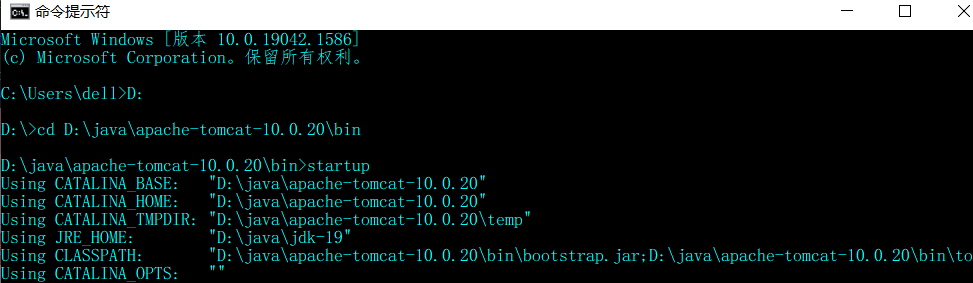 命令提示符
Microsoft Windows [版本 10.0.19042.1586]
(c) Microsoft Corporation。保留所有权利。
C:\Users\dell>D:
D:\>cd D:\java\apache-tomcat-10.0.20\bin
D:\java\apache-tomcat-10.0.20\bin>startup
Using CATALINA_BASE:   "D:\java\apache-tomcat-10.0.20"
Using CATALINA_HOME:   "D:\java\apache-tomcat-10.0.20"
Using CATALINA_TMPDIR: "D:\java\apache-tomcat-10.0.20\temp"
Using JRE_HOME:        "D:\java\jdk-19"
Using CLASSPATH:       "D:\java\apache-tomcat-10.0.20\bin\bootstrap.jar;D:\java\apache-tomcat-10.0.20\bin\to
Using CATALINA_OPTS:   ""